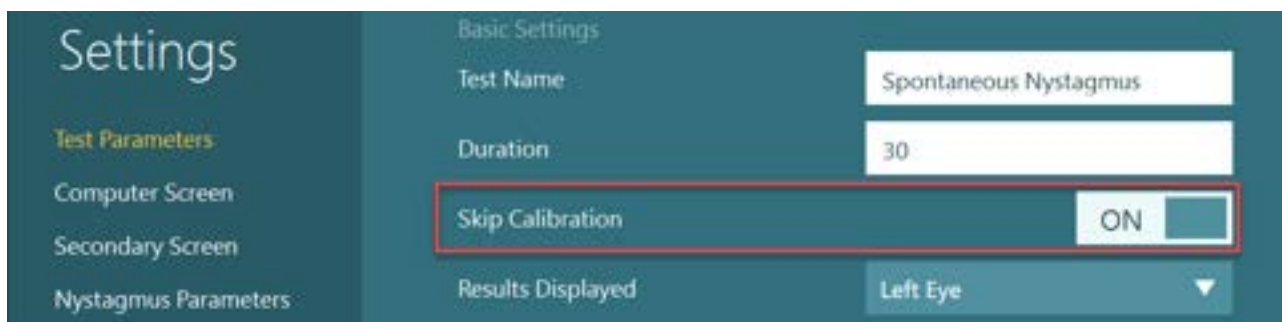 Settings
Test Parameters
Computer Screen
Secondary Screen
Nystagmus Parameters
Basic Settings
Test Name
Spontaneous Nystagmus
Duration
30
Skip Calibration
ON
Results Displayed
Left Eye